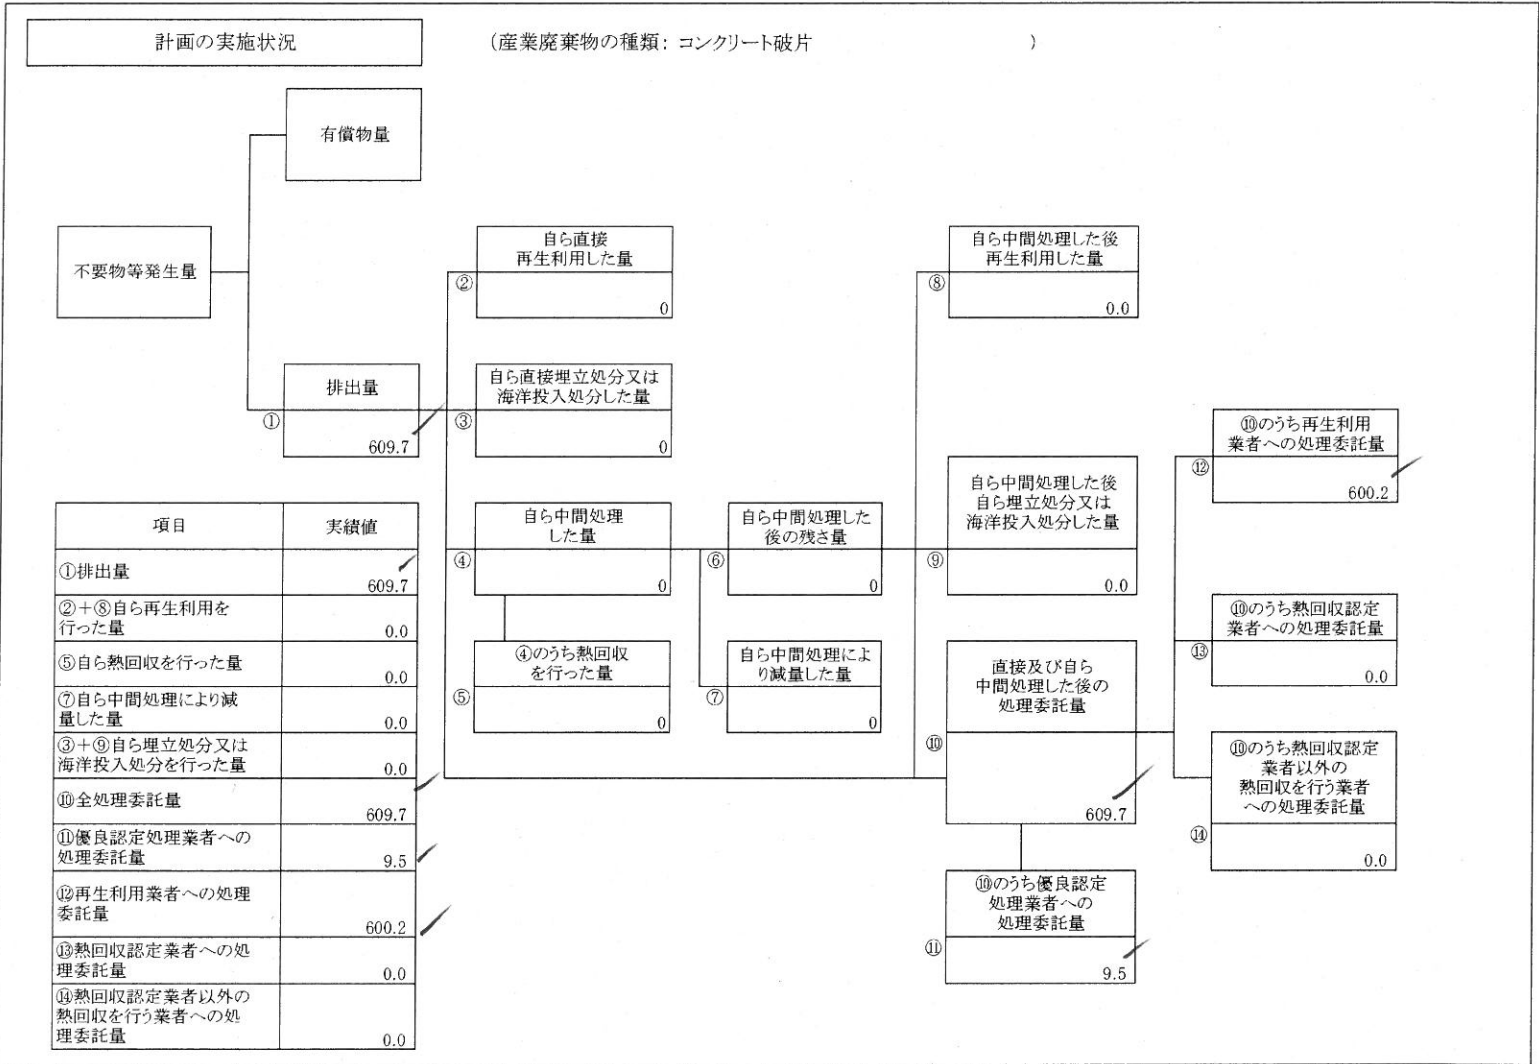 計画の実施状況
(産業廃棄物の種類: コンクリート破片 )
有償物量
不要物等発生量
排出量
①
609.7
自ら直接
再生利用した量
②
0
自ら直接埋立処分又は
海洋投入処分した量
③
0
自ら中間処理
した量
④
0
④のうち熱回収
を行った量
⑤
0
自ら中間処理した
後の残さ量
⑥
0
自ら中間処理によ
り減量した量
⑦
0
自ら中間処理した後
再生利用した量
⑧
0.0
自ら中間処理した後
自ら埋立処分又は
海洋投入処分した量
⑨
0.0
直接及び自ら
中間処理した後の
処理委託量
⑩
609.7
⑩のうち優良認定
処理業者への
処理委託量
⑪
9.5
⑩のうち再生利用
業者への処理委託量
⑫
600.2
⑩のうち熱回収認定
業者への処理委託量
⑬
0.0
⑩のうち熱回収認定
業者以外の
熱回収を行う業者
への処理委託量
⑭
0.0
項目 実績値
①排出量
609.7
②+⑧自ら再生利用を
行った量 0.0
⑤自ら熱回収を行った量
0.0
⑦自ら中間処理により減
量した量 0.0
③+⑨自ら埋立処分又は
海洋投入処分を行った量 0.0
⑩全処理委託量
609.7
⑪優良認定処理業者への
処理委託量 9.5
⑫再生利用業者への処理
委託量
600.2
⑬熱回収認定業者への処
理委託量 0.0
⑭熱回収認定業者以外の
熱回収を行う業者への処
理委託量 0.0